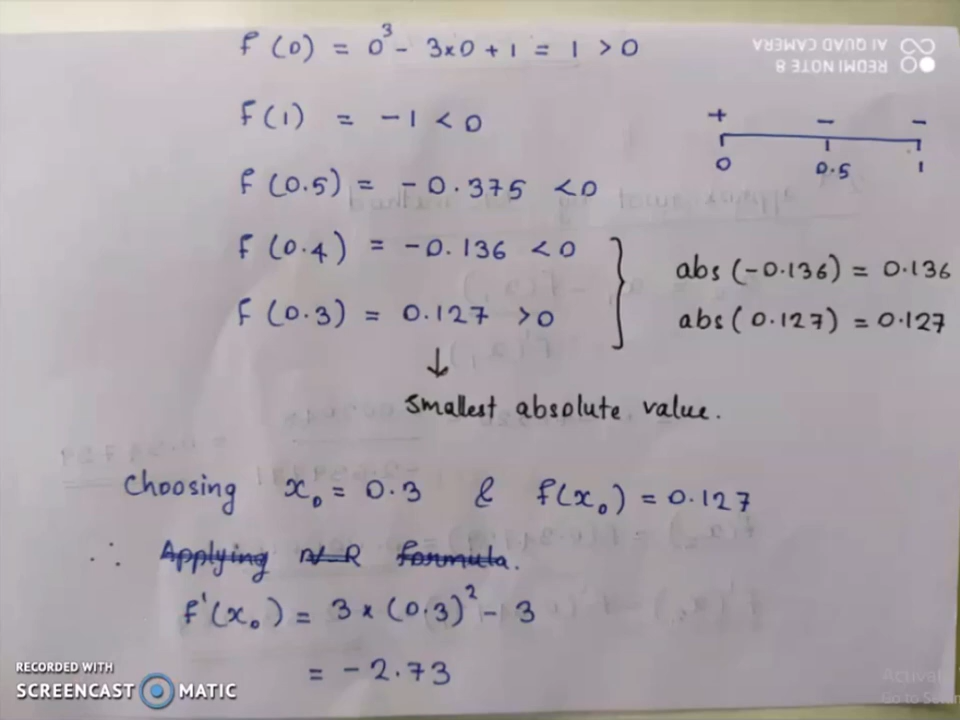 f(0) = 0³ - 3×0 + 1 = 1 > 0
REDMI NOTE 8
AI QUAD CAMERA
f(1) = -1 < 0
+ - -
0 0.5 1
f(0.5) = -0.375 < 0
f(0.4) = -0.136 < 0
f(0.3) = 0.127 > 0
abs(-0.136) = 0.136
abs(0.127) = 0.127
↓
Smallest absolute value.
Choosing x₀ = 0.3 & f(x₀) = 0.127
∴ Applying N-R formula.
f'(x₀) = 3 × (0.3)² - 3
= -2.73
RECORDED WITH
SCREENCAST MATIC